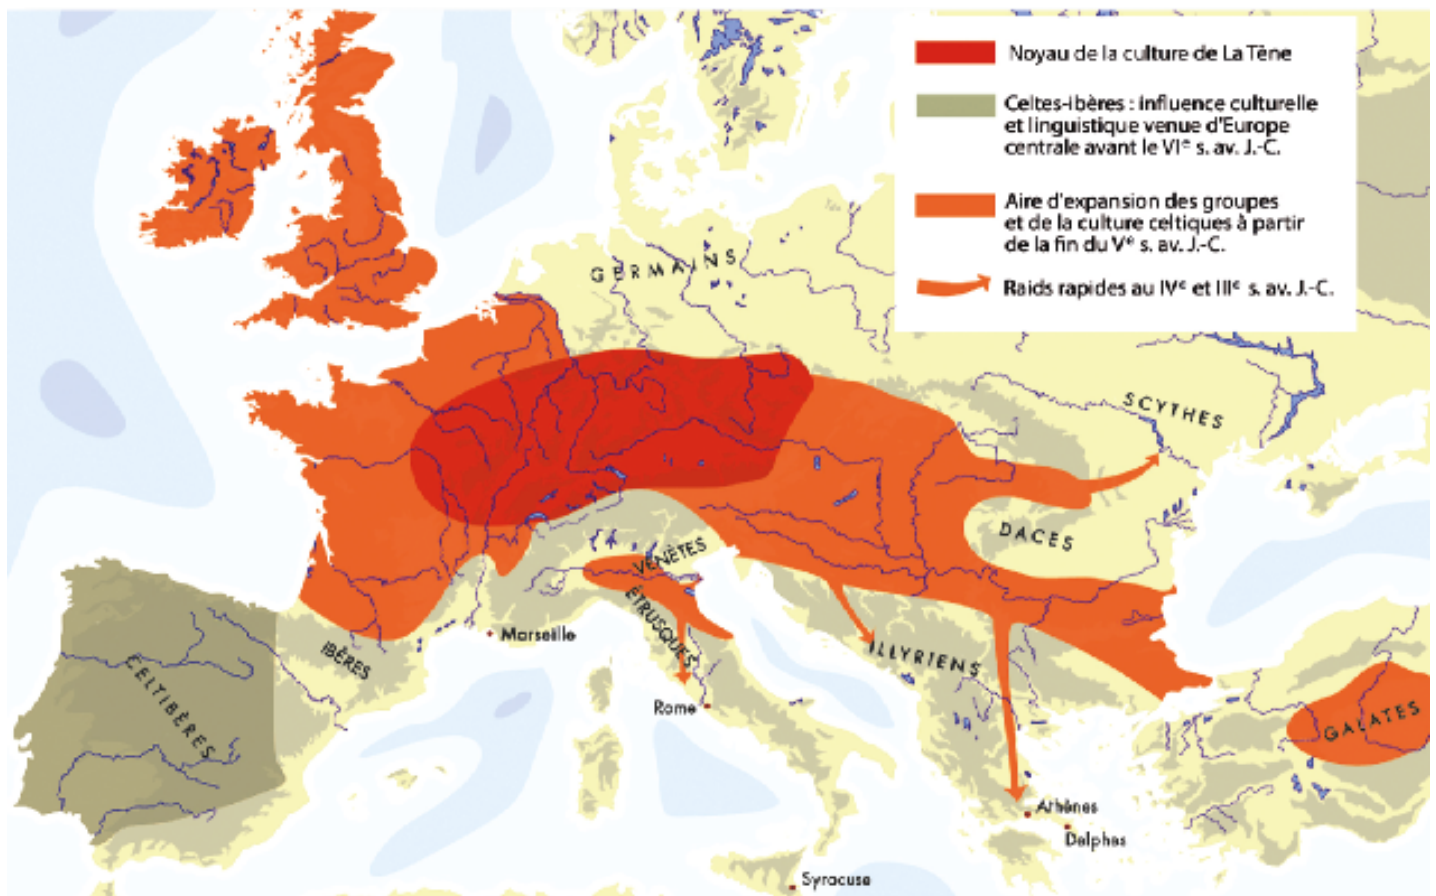 Noyau de la culture de La Tène
Celtes-ibères : influence culturelle
et linguistique venue d'Europe
centrale avant le VIᵉ s. av. J.-C.
Aire d'expansion des groupes
et de la culture celtiques à partir
de la fin du Vᵉ s. av. J.-C.
Raids rapides au IVᵉ et IIIᵉ s. av. J.-C.
GERMAINS
SCYTHES
DACES
VÉNÈTES
ÉTRUSQUES
Marseille
IBÈRES
ILLYRIENS
CELTIBÈRES
Rome
GALATES
Athènes
Delphes
Syracuse